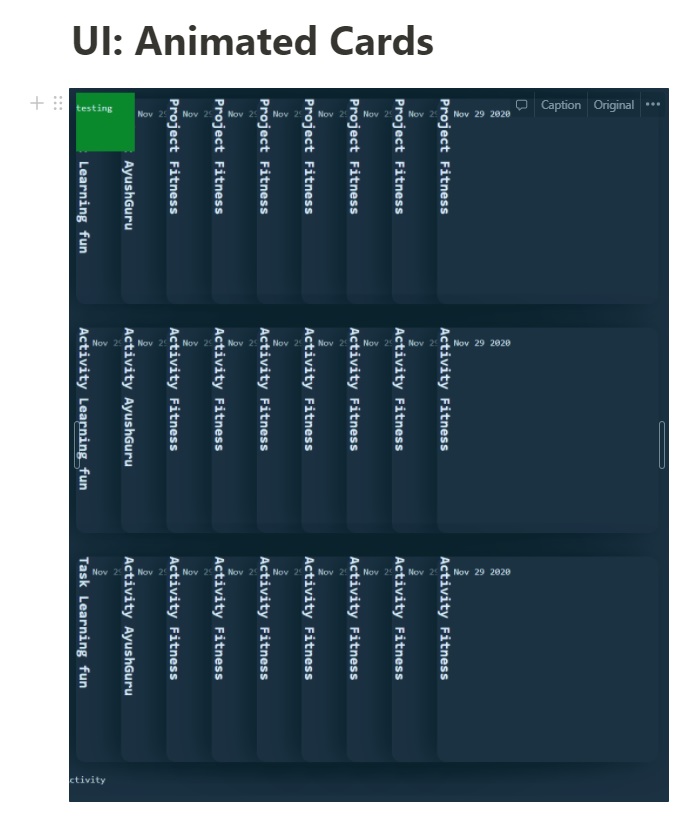 UI: Animated Cards
Caption
Original
testing
Learning fun
Nov 2
AyushGuru
Nov 2
Project Fitness
Nov 2
Project Fitness
Nov 2
Project Fitness
Nov 2
Project Fitness
Nov 2
Project Fitness
Nov 2
Project Fitness
Nov 2
Project Fitness
Nov 29 2020
Activity Learning fun
Nov 2
Activity AyushGuru
Nov 2
Activity Fitness
Nov 2
Activity Fitness
Nov 2
Activity Fitness
Nov 2
Activity Fitness
Nov 2
Activity Fitness
Nov 2
Activity Fitness
Nov 2
Activity Fitness
Nov 29 2020
Task Learning fun
Nov 2
Activity AyushGuru
Nov 2
Activity Fitness
Nov 2
Activity Fitness
Nov 2
Activity Fitness
Nov 2
Activity Fitness
Nov 2
Activity Fitness
Nov 2
Activity Fitness
Nov 2
Activity Fitness
Nov 29 2020
ctivity